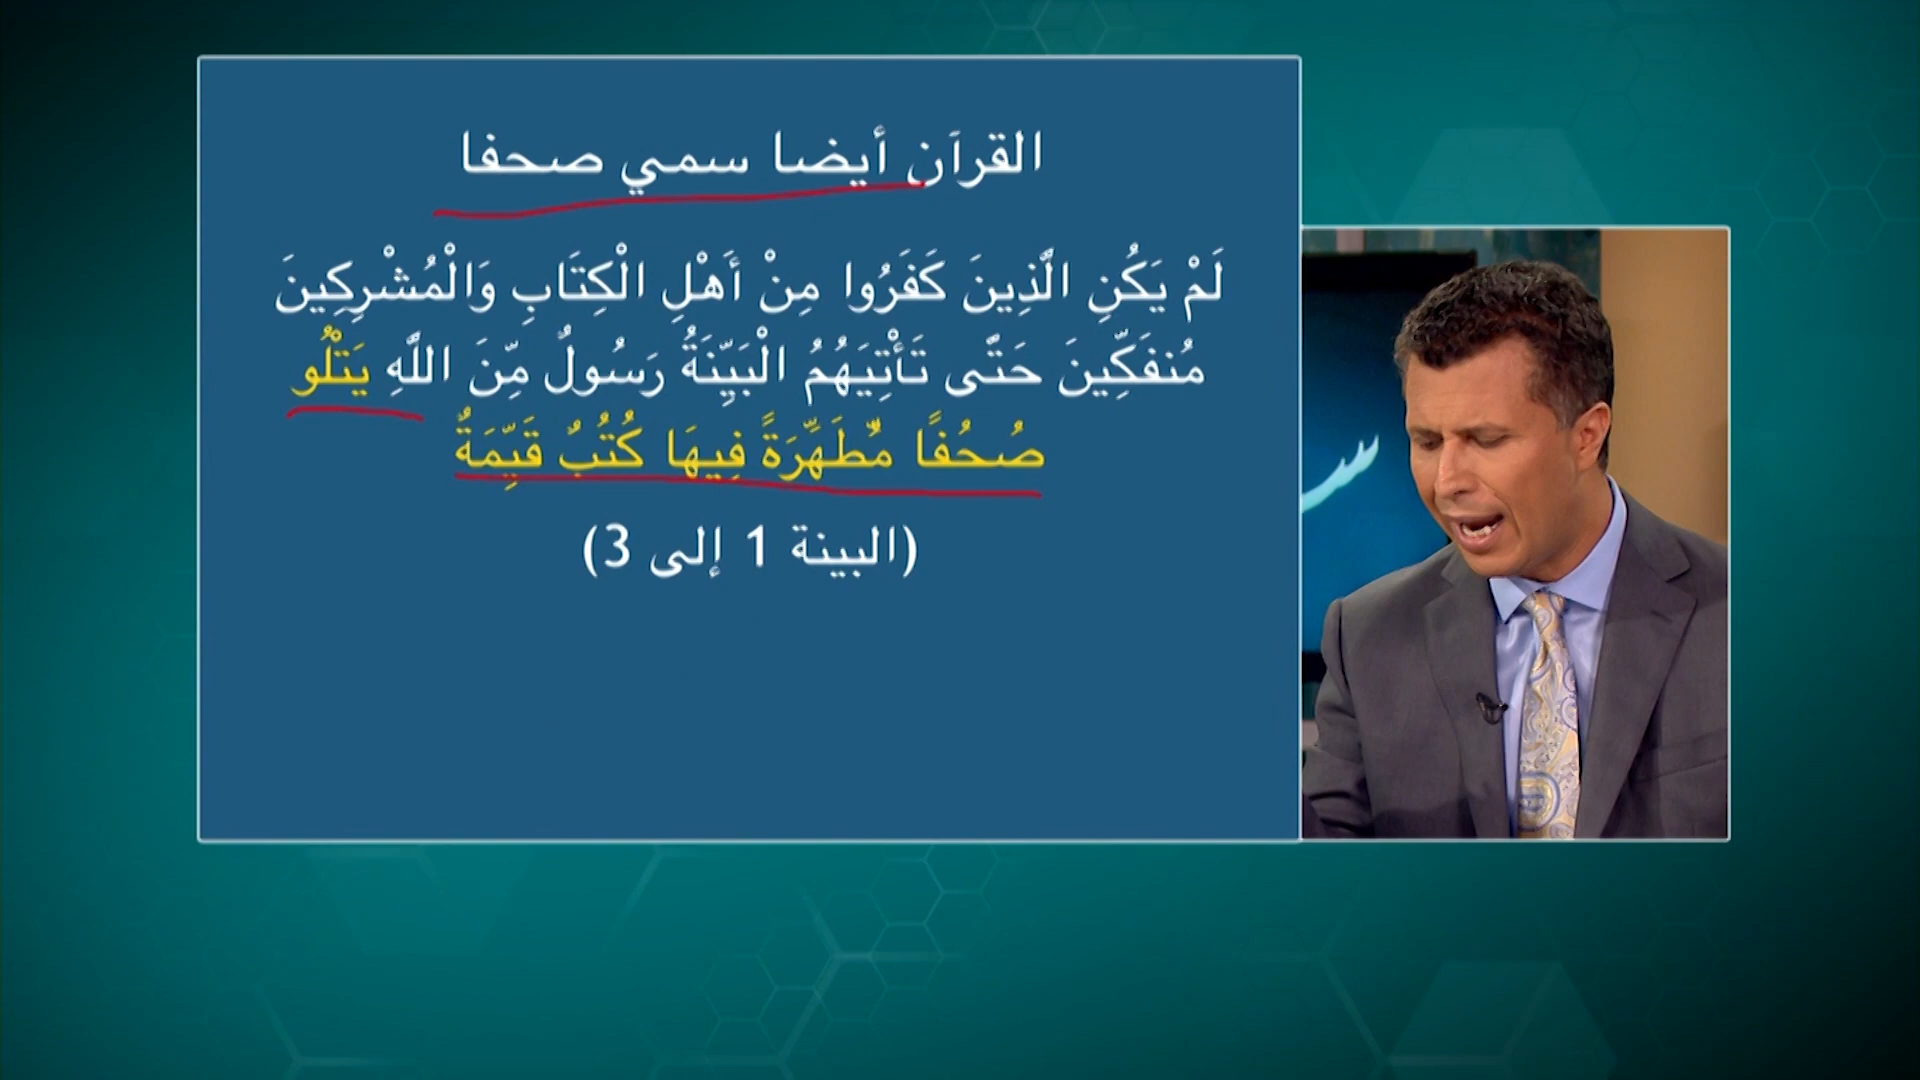 القرآن أيضا سمي صحفا
لَمْ يَكُنِ الَّذِينَ كَفَرُوا مِنْ أَهْلِ الْكِتَابِ وَالْمُشْرِكِينَ
مُنفَكِّينَ حَتَّى تَأْتِيَهُمُ الْبَيِّنَةُ رَسُولٌ مِّنَ اللَّهِ يَتْلُو
صُحُفًا مُّطَهَّرَةً فِيهَا كُتُبٌ قَيِّمَةٌ
(البينة 1 إلى 3)